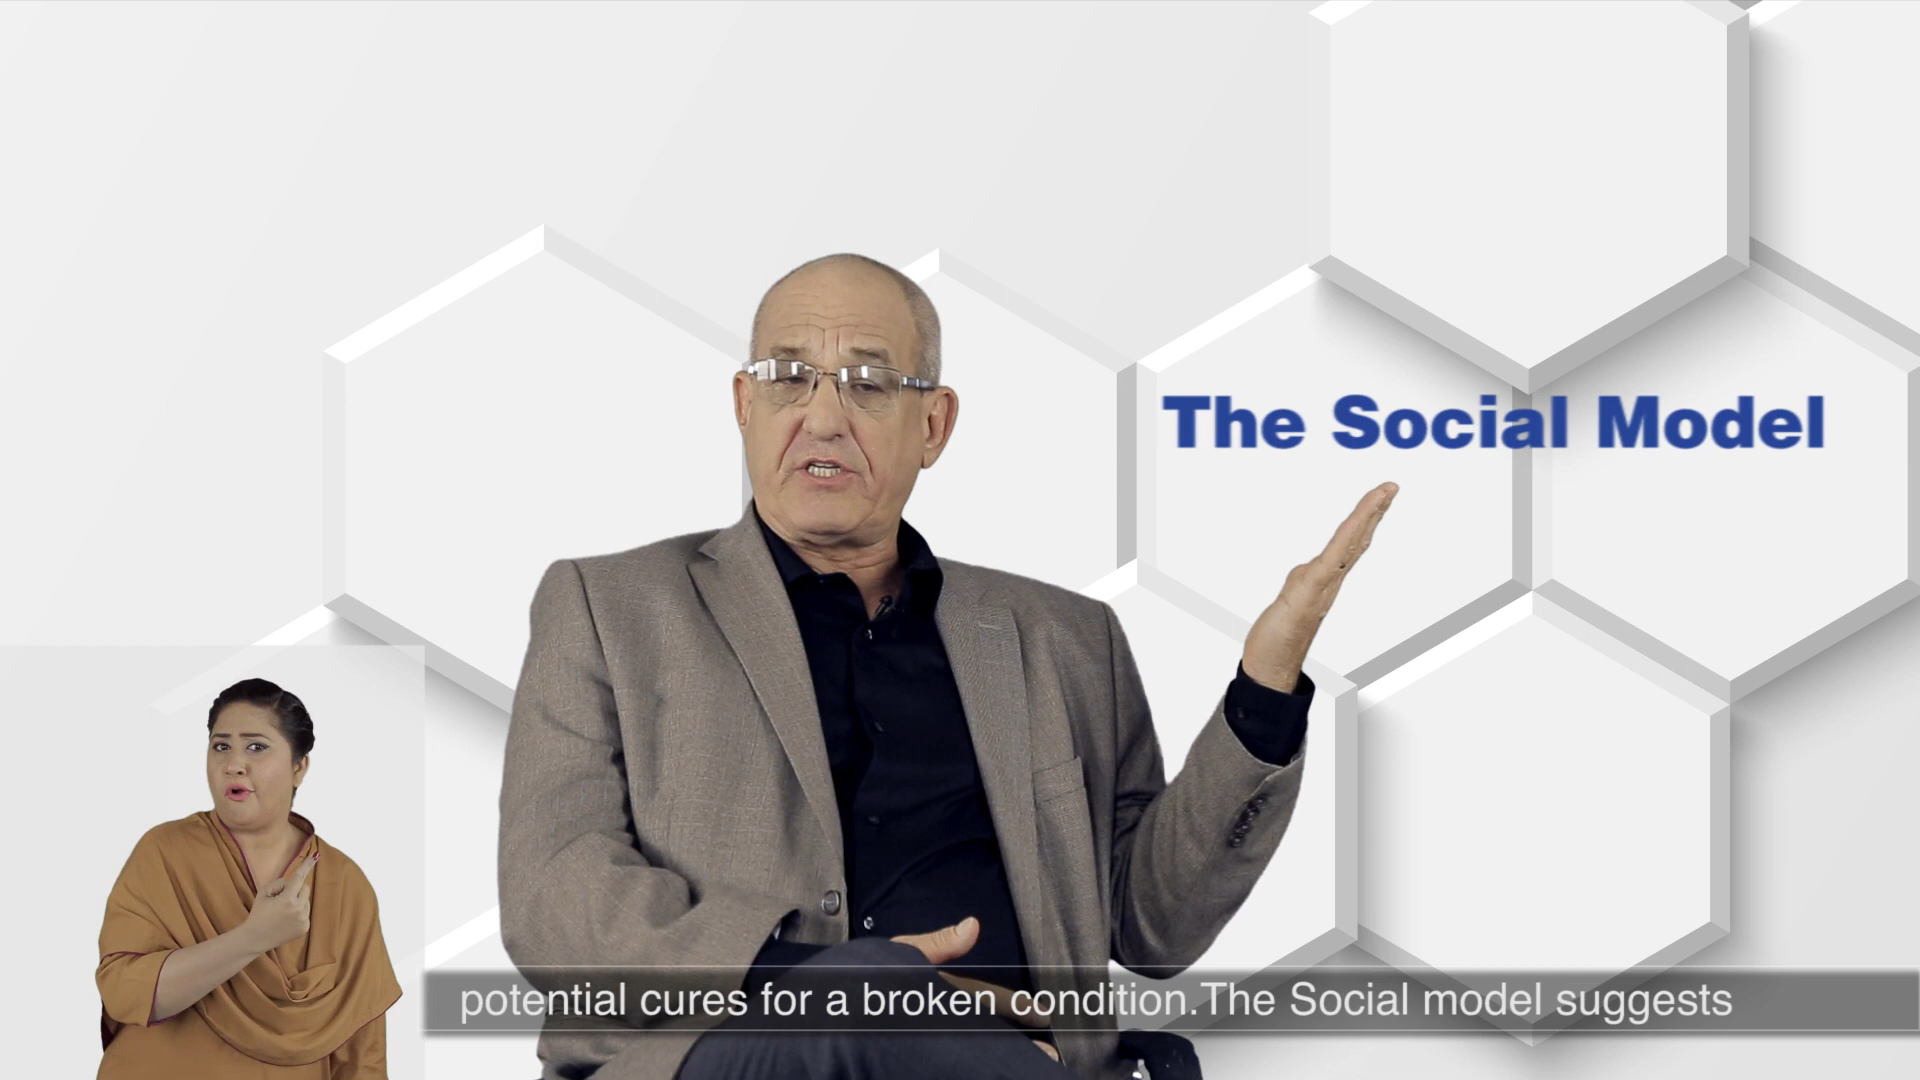 The Social Model
potential cures for a broken condition.The Social model suggests